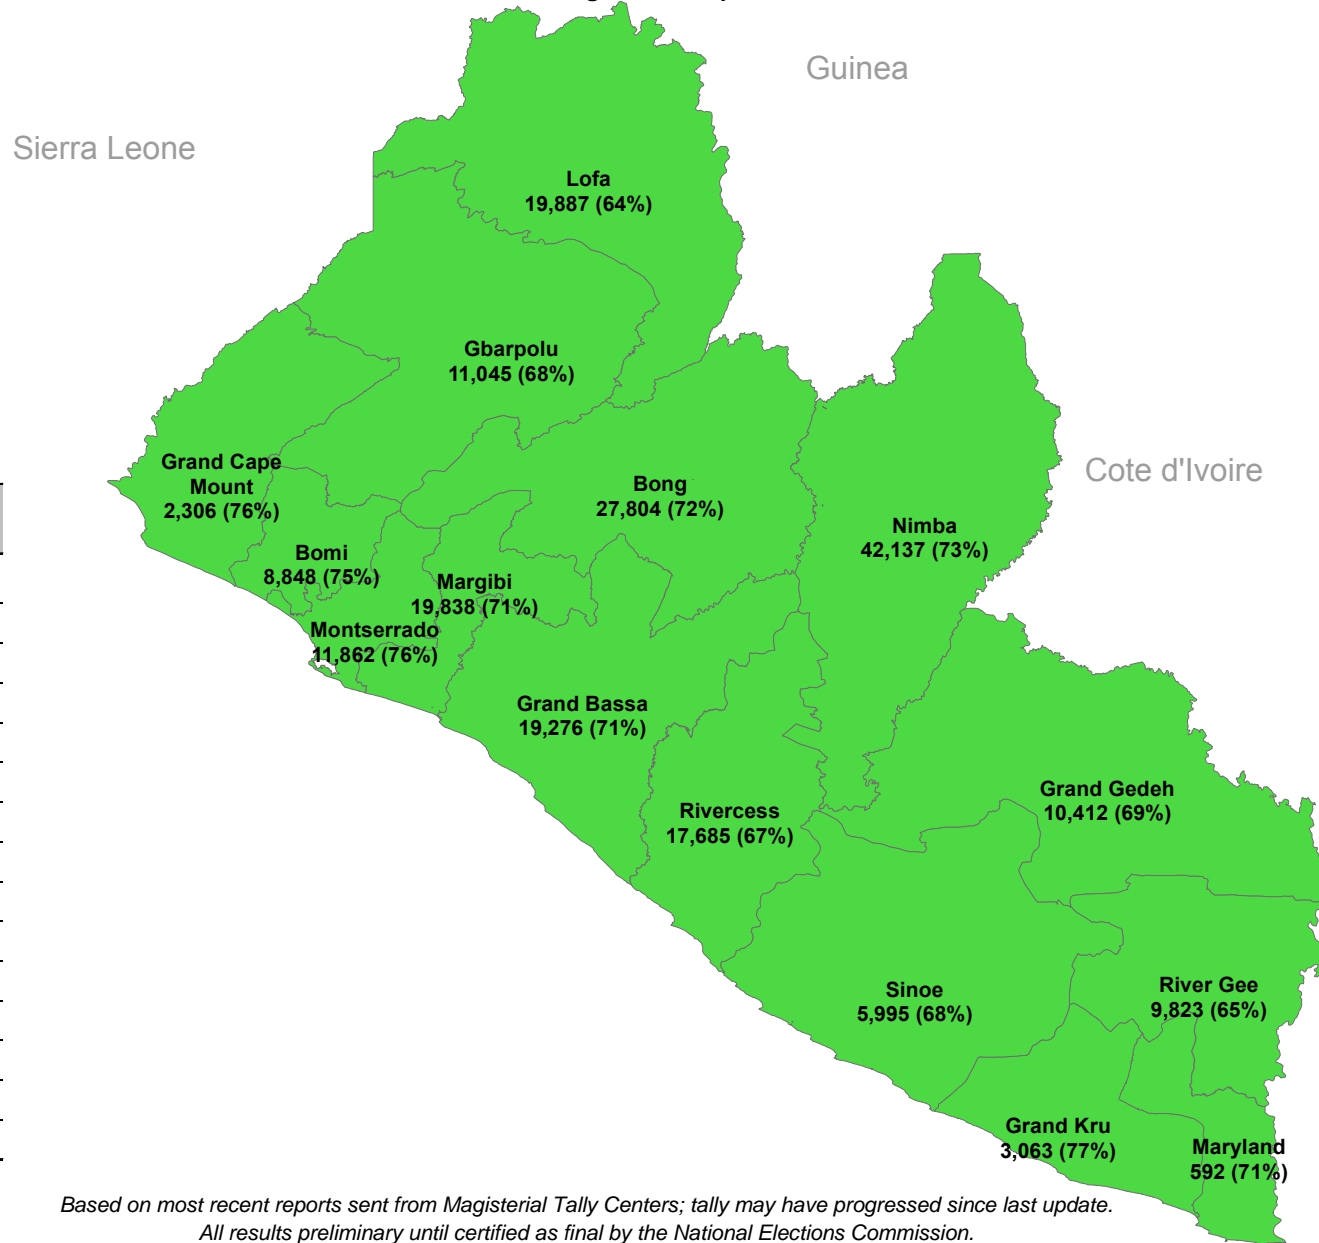 Guinea
Sierra Leone
Lofa
19,887 (64%)
Gbarpolu
11,045 (68%)
Grand Cape
Mount
2,306 (76%)
Cote d'Ivoire
Bong
27,804 (72%)
Nimba
42,137 (73%)
Bomi
8,848 (75%)
Margibi
19,838 (71%)
Montserrado
11,862 (76%)
Grand Bassa
19,276 (71%)
Grand Gedeh
10,412 (69%)
Rivercess
17,685 (67%)
Sinoe
5,995 (68%)
River Gee
9,823 (65%)
Grand Kru
3,063 (77%)
Maryland
592 (71%)
Based on most recent reports sent from Magisterial Tally Centers; tally may have progressed since last update.
All results preliminary until certified as final by the National Elections Commission.